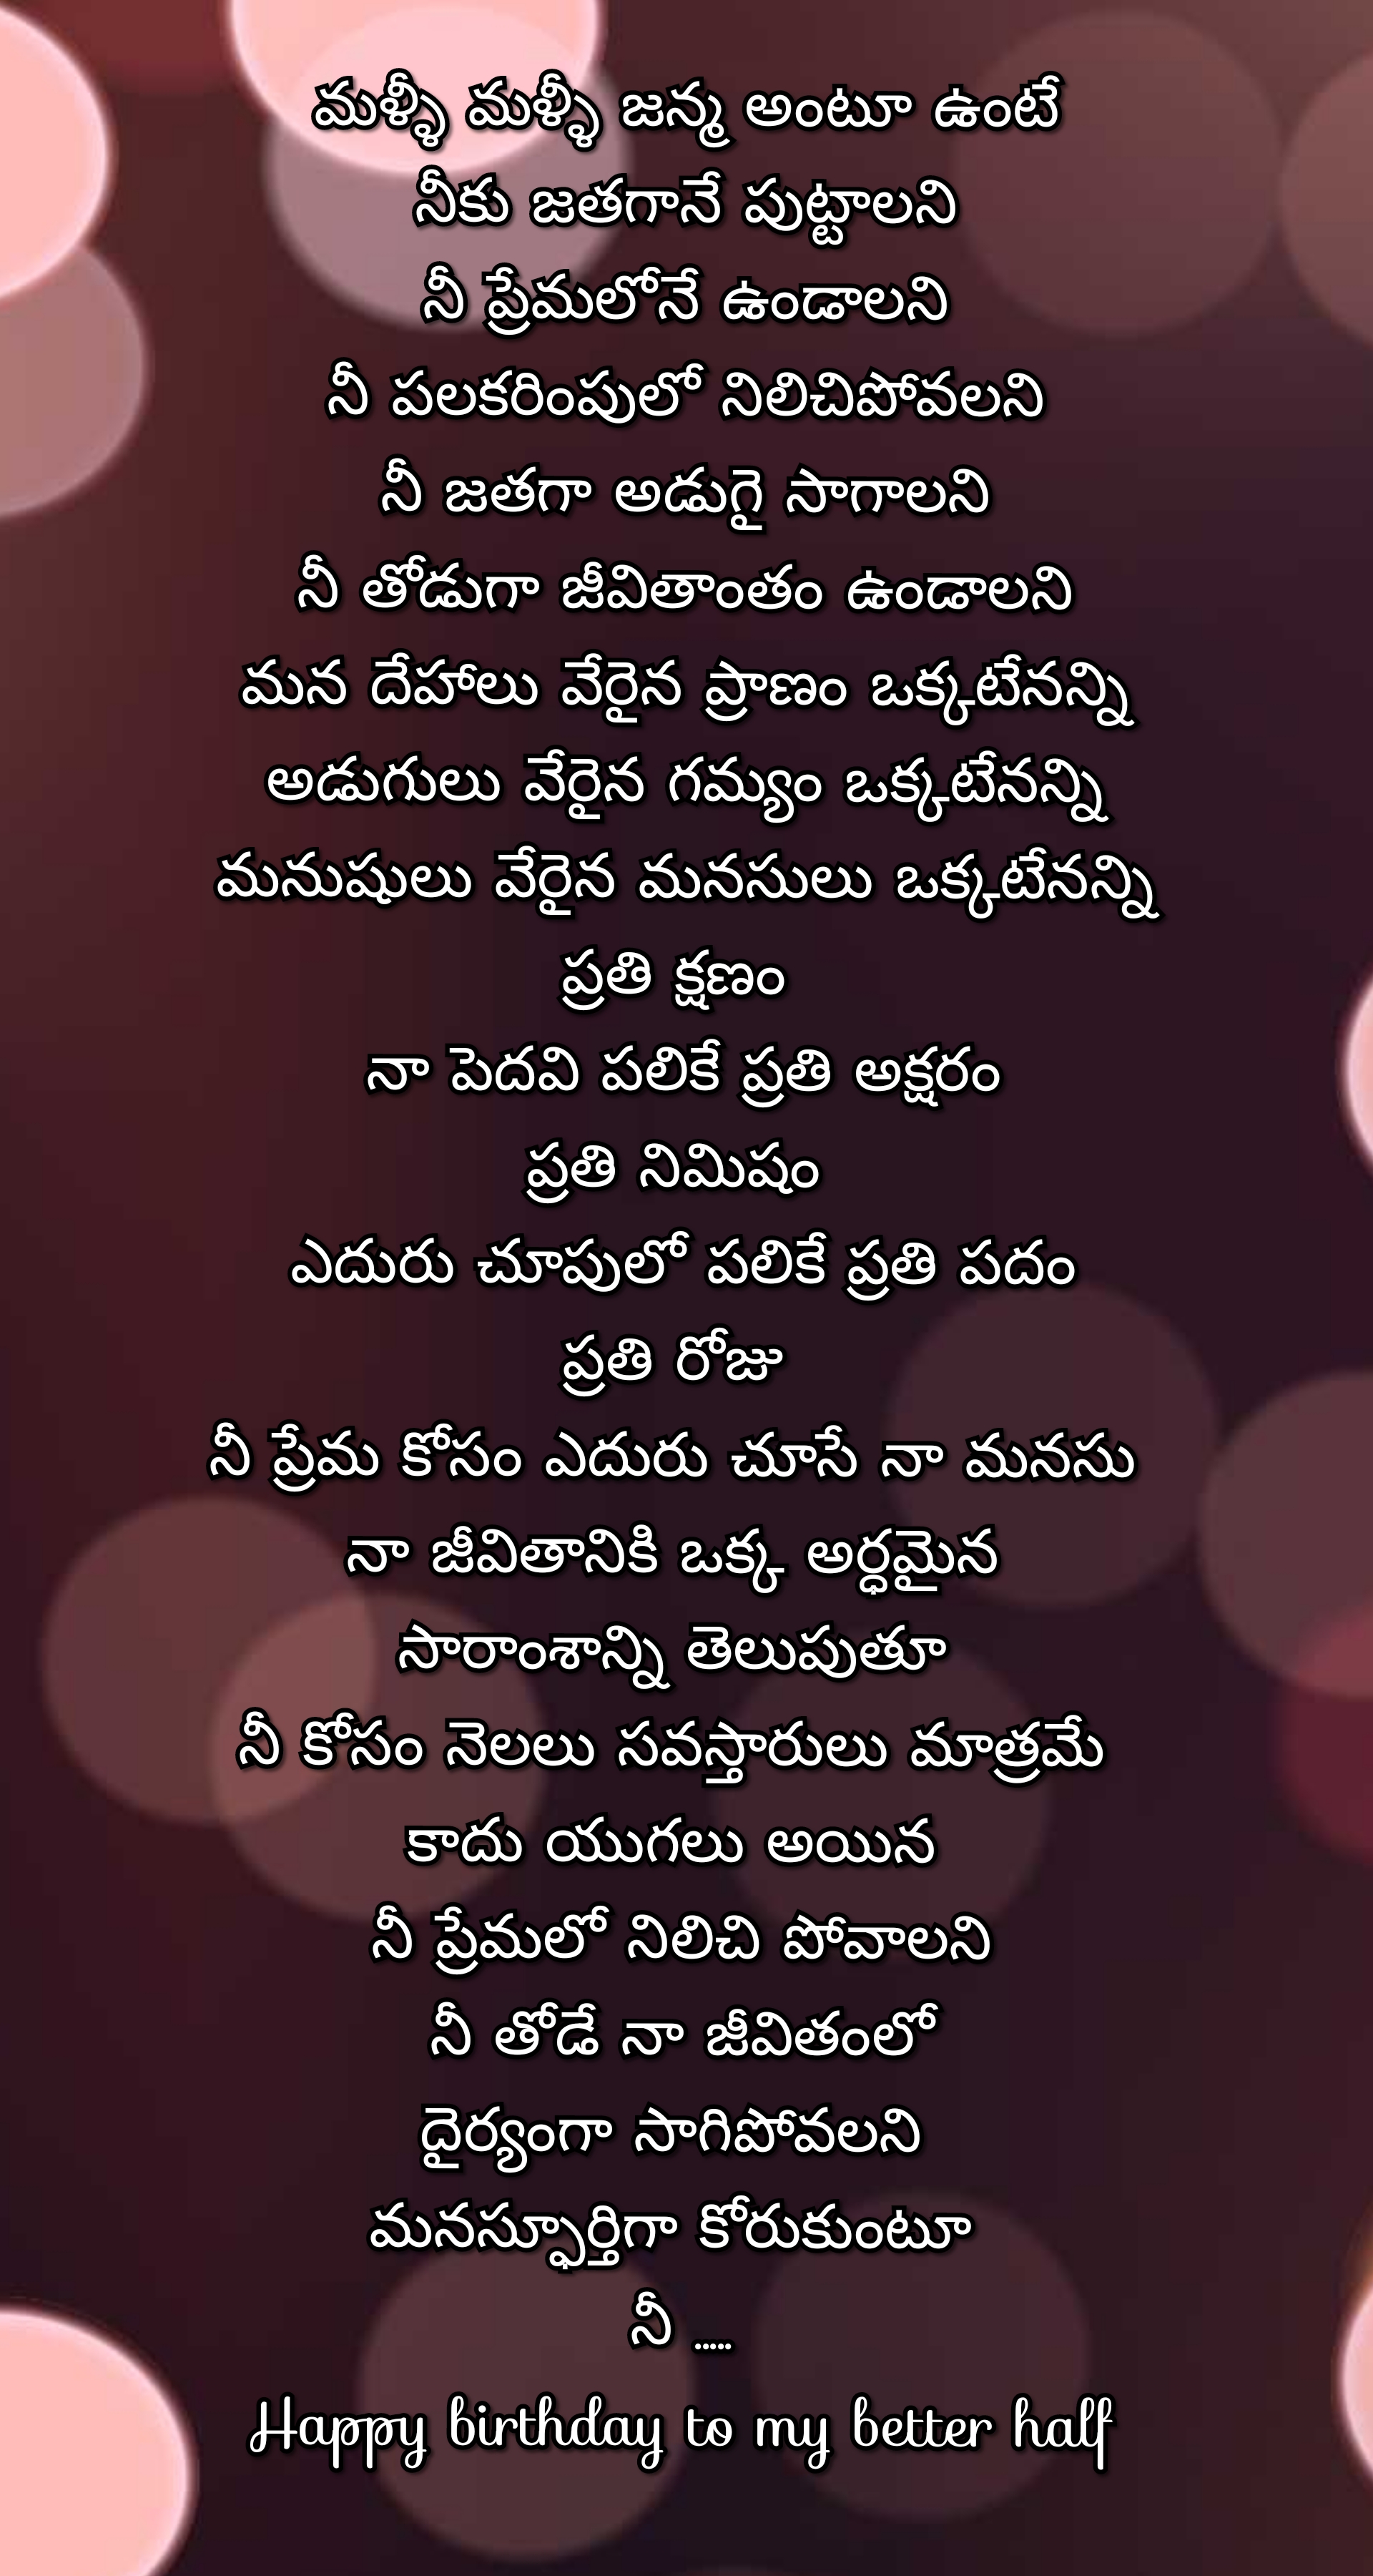 మళ్ళీ మళ్ళీ జన్మ అంటూ ఉంటే
నీకు జతగానే పుట్టాలని
నీ ప్రేమలోనే ఉండాలని
నీ పలకరింపులో నిలిచిపోవలని
నీ జతగా అడుగై సాగాలని
నీ తోడుగా జీవితాంతం ఉండాలని
మన దేహాలు వేరైన ప్రాణం ఒక్కటేనన్ని
అడుగులు వేరైన గమ్యం ఒక్కటేనన్ని
మనుషులు వేరైన మనసులు ఒక్కటేనన్ని
ప్రతి క్షణం
నా పెదవి పలికే ప్రతి అక్షరం
ప్రతి నిమిషం
ఎదురు చూపులో పలికే ప్రతి పదం
ప్రతి రోజు
నీ ప్రేమ కోసం ఎదురు చూసే నా మనసు
నా జీవితానికి ఒక్క అర్ధమైన
సారాంశాన్ని తెలుపుతూ
నీ కోసం నెలలు సవస్తారులు మాత్రమే
కాదు యుగలు అయిన
నీ ప్రేమలో నిలిచి పోవాలని
నీ తోడే నా జీవితంలో
దైర్యంగా సాగిపోవలని
మనస్ఫూర్తిగా కోరుకుంటూ
నీ .....
Happy birthday to my better half